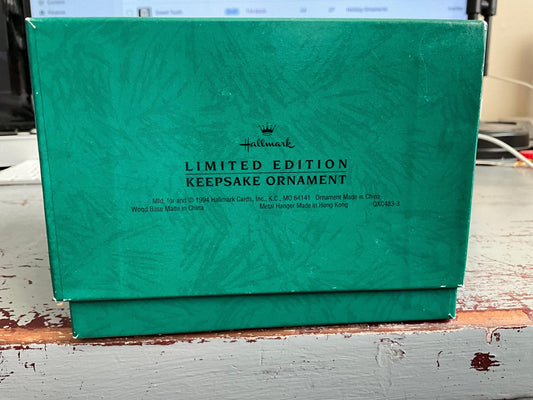 Hallmark
LIMITED EDITION
KEEPSAKE ORNAMENT
Mfd. for and © 1994 Hallmark Cards, Inc., K.C., MO 64141 Ornament Made in China
Wood Base Made in China Metal Hanger Made in Hong Kong QXC483-3